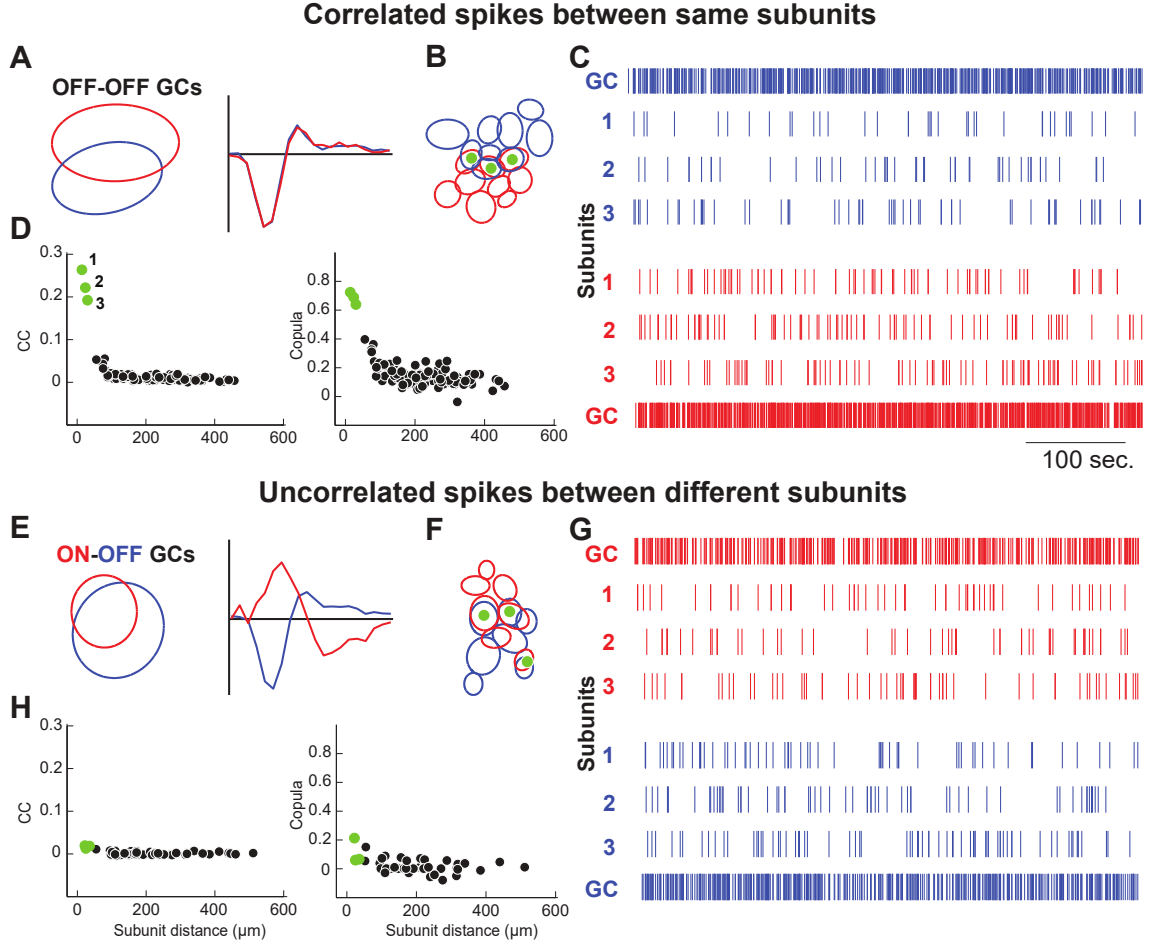 Correlated spikes between same subunits
A
OFF-OFF GCs
B
C
GC
1
2
3
Subunits
1
2
3
GC
100 sec.
D
0.3
0.2
0.1
0
CC
1
2
3
0 200 400 600
0.8
0.6
0.4
0.2
0
Copula
0 200 400 600
Uncorrelated spikes between different subunits
E
ON-OFF GCs
F
G
GC
1
2
3
Subunits
1
2
3
GC
H
0.3
0.2
0.1
0
CC
0 200 400 600
Subunit distance (µm)
0.8
0.6
0.4
0.2
0
Copula
0 200 400 600
Subunit distance (µm)